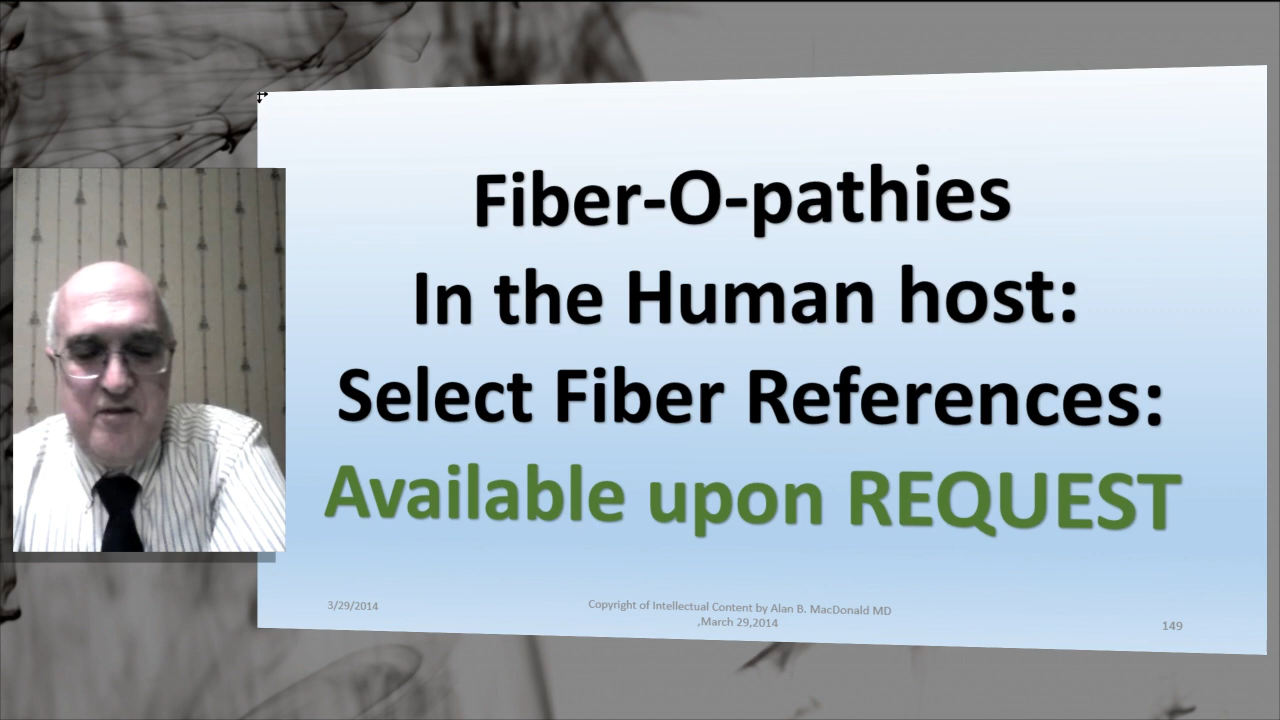 Fiber-O-pathies
In the Human host:
Select Fiber References:
Available upon REQUEST
3/29/2014
Copyright of Intellectual Content by Alan B. MacDonald MD
,March 29,2014
149